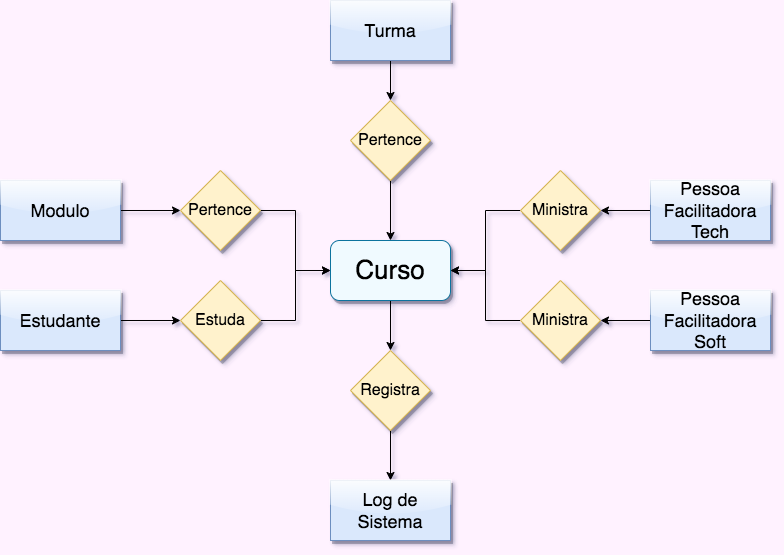 Turma
Pertence
Modulo
Pertence
Ministra
Pessoa
Facilitadora
Tech
Curso
Estudante
Estuda
Ministra
Pessoa
Facilitadora
Soft
Registra
Log de
Sistema